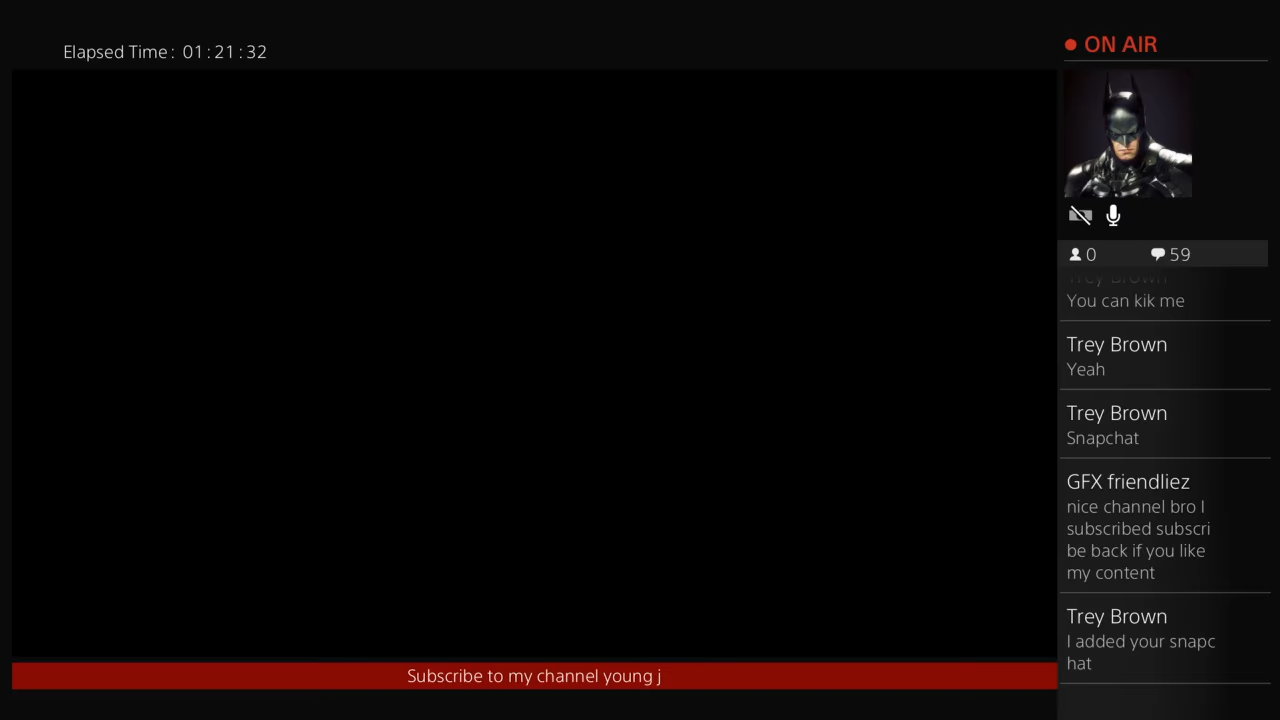 Elapsed Time: 01:21:32
ON AIR
0 59
Trey Brown
You can kik me
Trey Brown
Yeah
Trey Brown
Snapchat
GFX friendliez
nice channel bro I
subscribed subscri
be back if you like
my content
Trey Brown
I added your snapc
hat
Subscribe to my channel young j